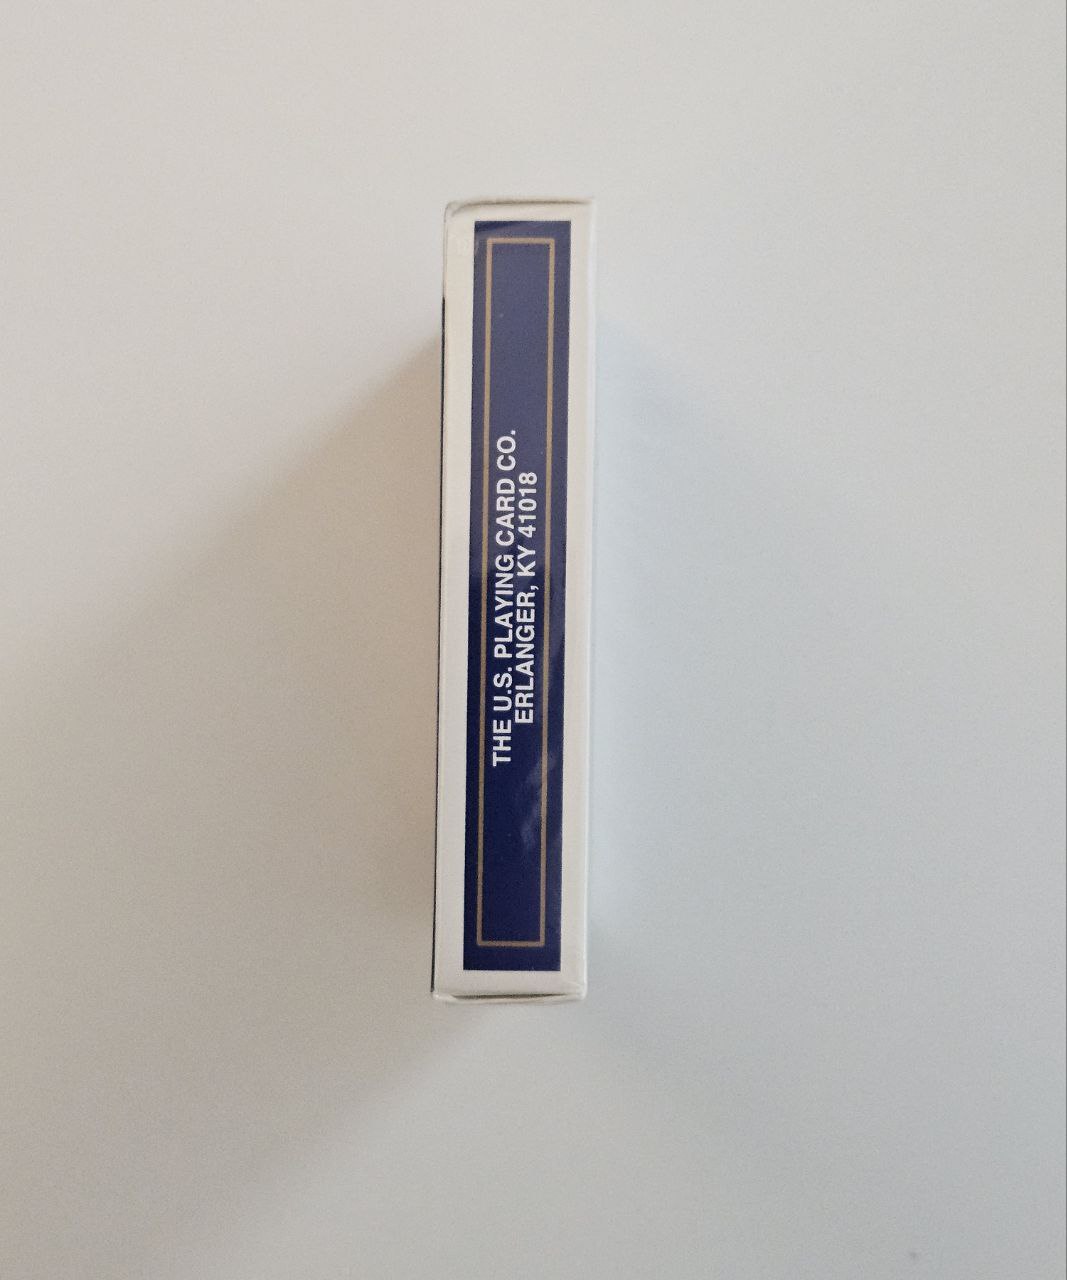 THE U.S. PLAYING CARD CO.
ERLANGER, KY 41018